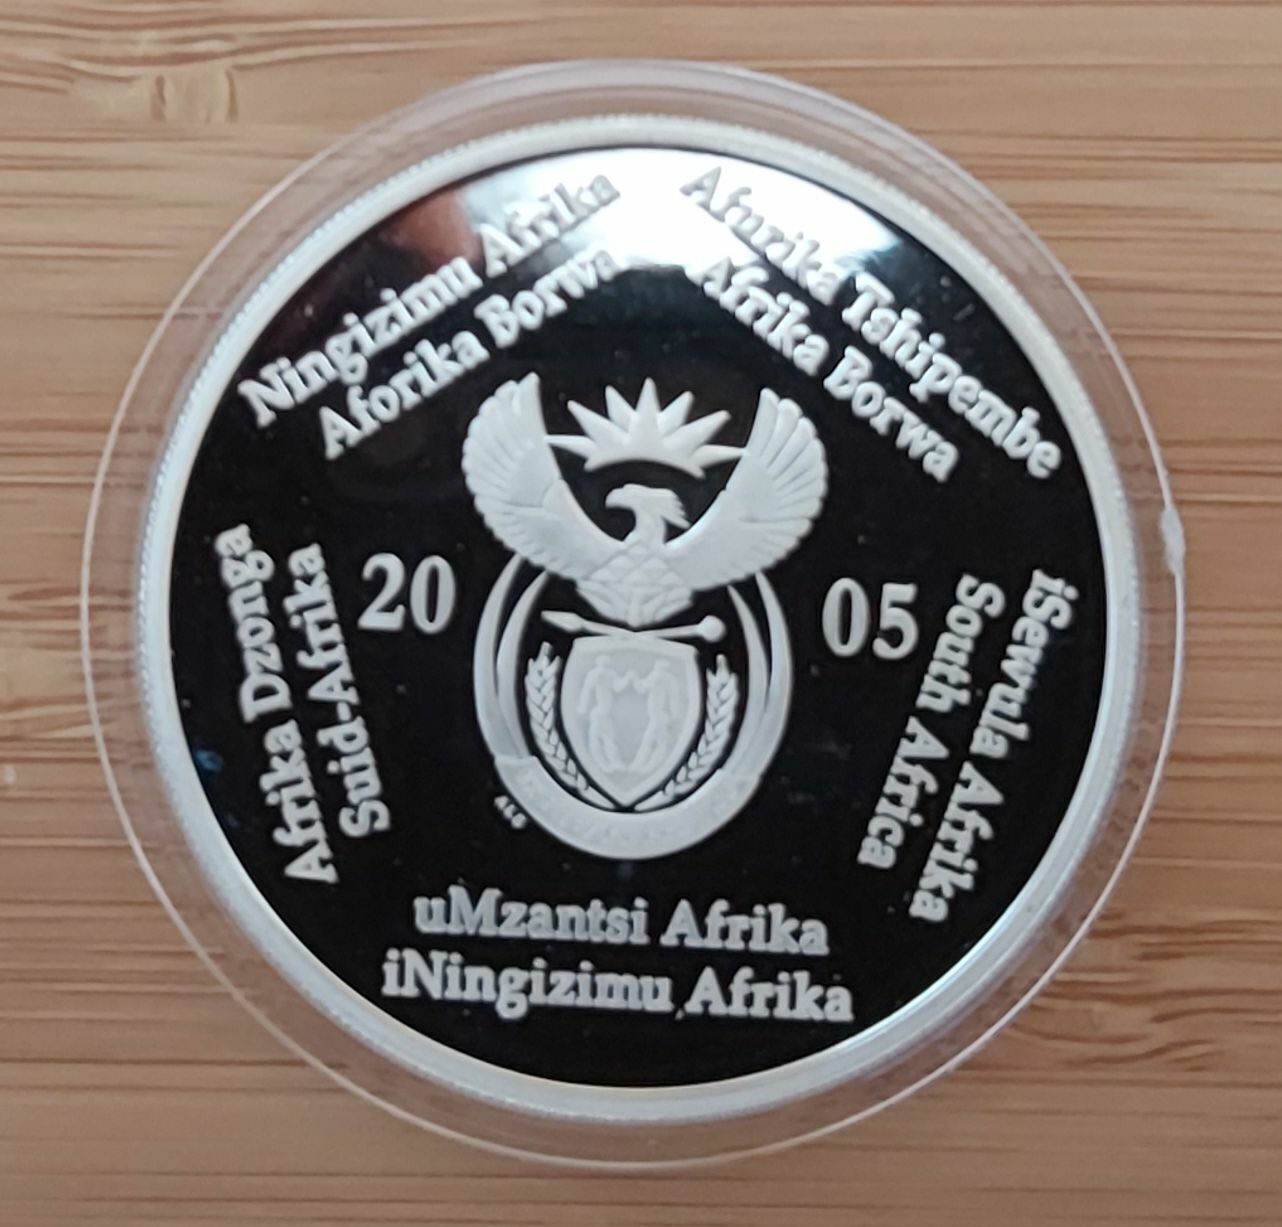 Ningizimu Afrika
Aforika Borwa
Afurika Tshipembe
Afrika Borwa
iSewula Afrika
South Africa
uMzantsi Afrika
iNingizimu Afrika
Afrika Dzonga
Suid-Afrika
20 05
ALS